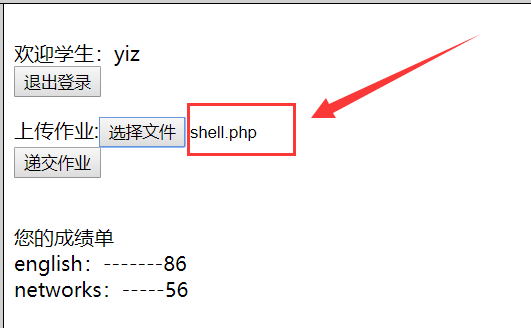 欢迎学生：yiz
退出登录
上传作业:选择文件 shell.php
递交作业
您的成绩单
english：-------86
networks：-----56